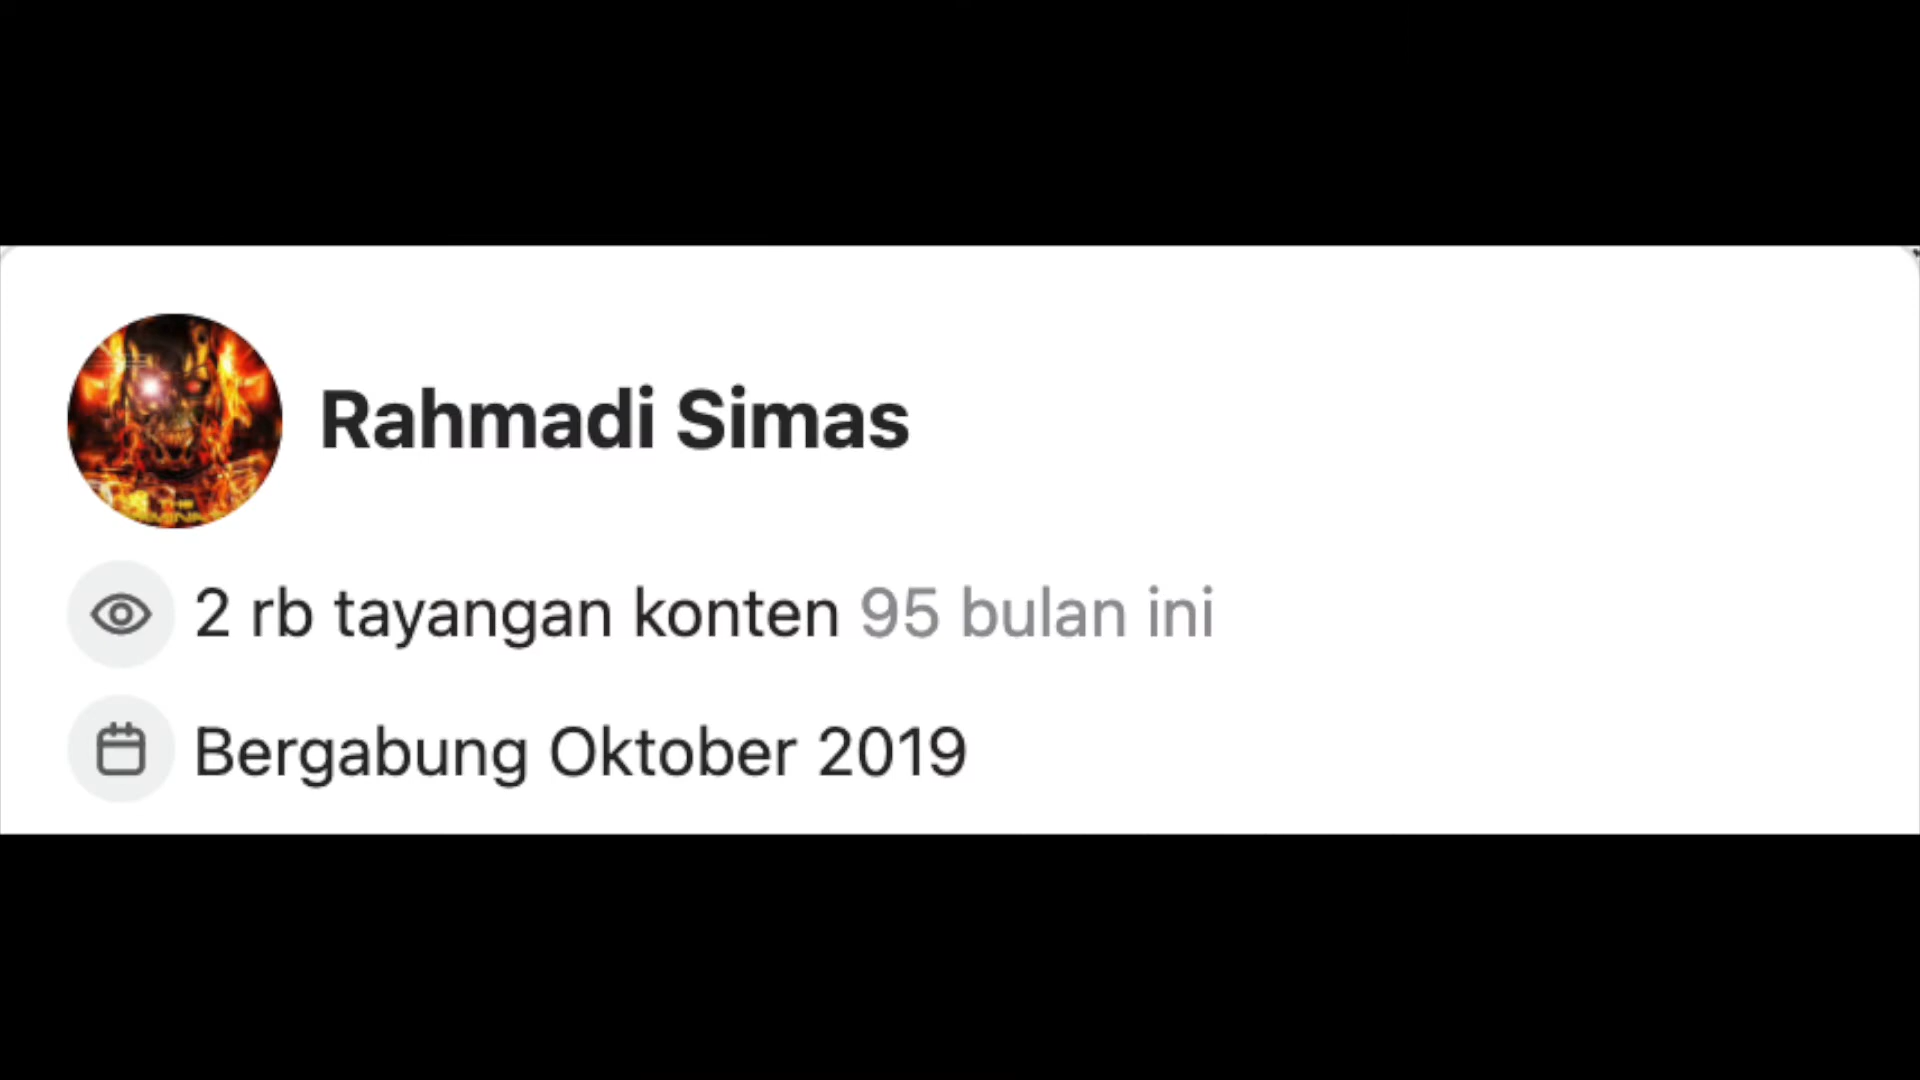 Rahmadi Simas
2 rb tayangan konten 95 bulan ini
Bergabung Oktober 2019